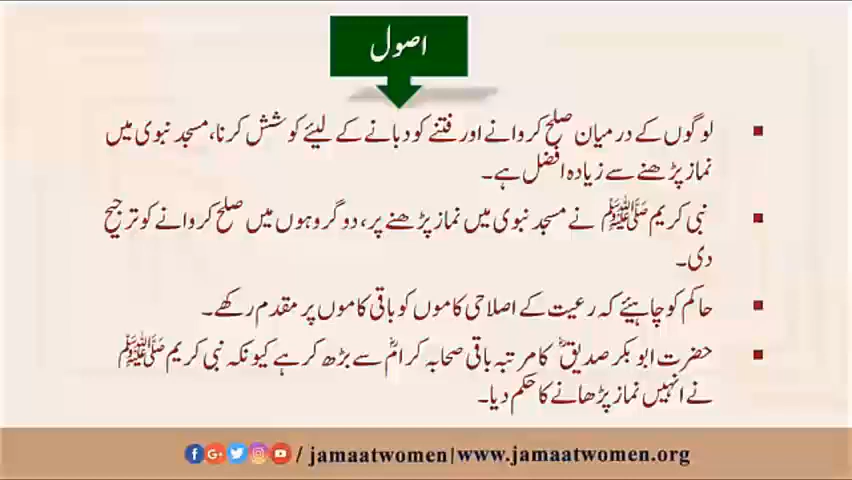 اصول
لوگوں کے درمیان صلح کروانے اور فتنے کو دبانے کے لیئے کوشش کرنا، مسجد نبوی میں
نماز پڑھنے سے زیادہ افضل ہے۔
نبی کریم ﷺ نے مسجد نبوی میں نماز پڑھنے پر، دو گروہوں میں صلح کروانے کو ترجیح
دی۔
حاکم کو چاہیئے کہ رعیت کے اصلاحی کاموں کو باقی کاموں پر مقدم رکھے۔
حضرت ابو بکر صدیقؓ کا مرتبہ باقی صحابہ کرامؓ سے بڑھ کر ہے کیونکہ نبی کریم ﷺ
نے انہیں نماز پڑھانے کا حکم دیا۔
/ jamaatwomen|www.jamaatwomen.org